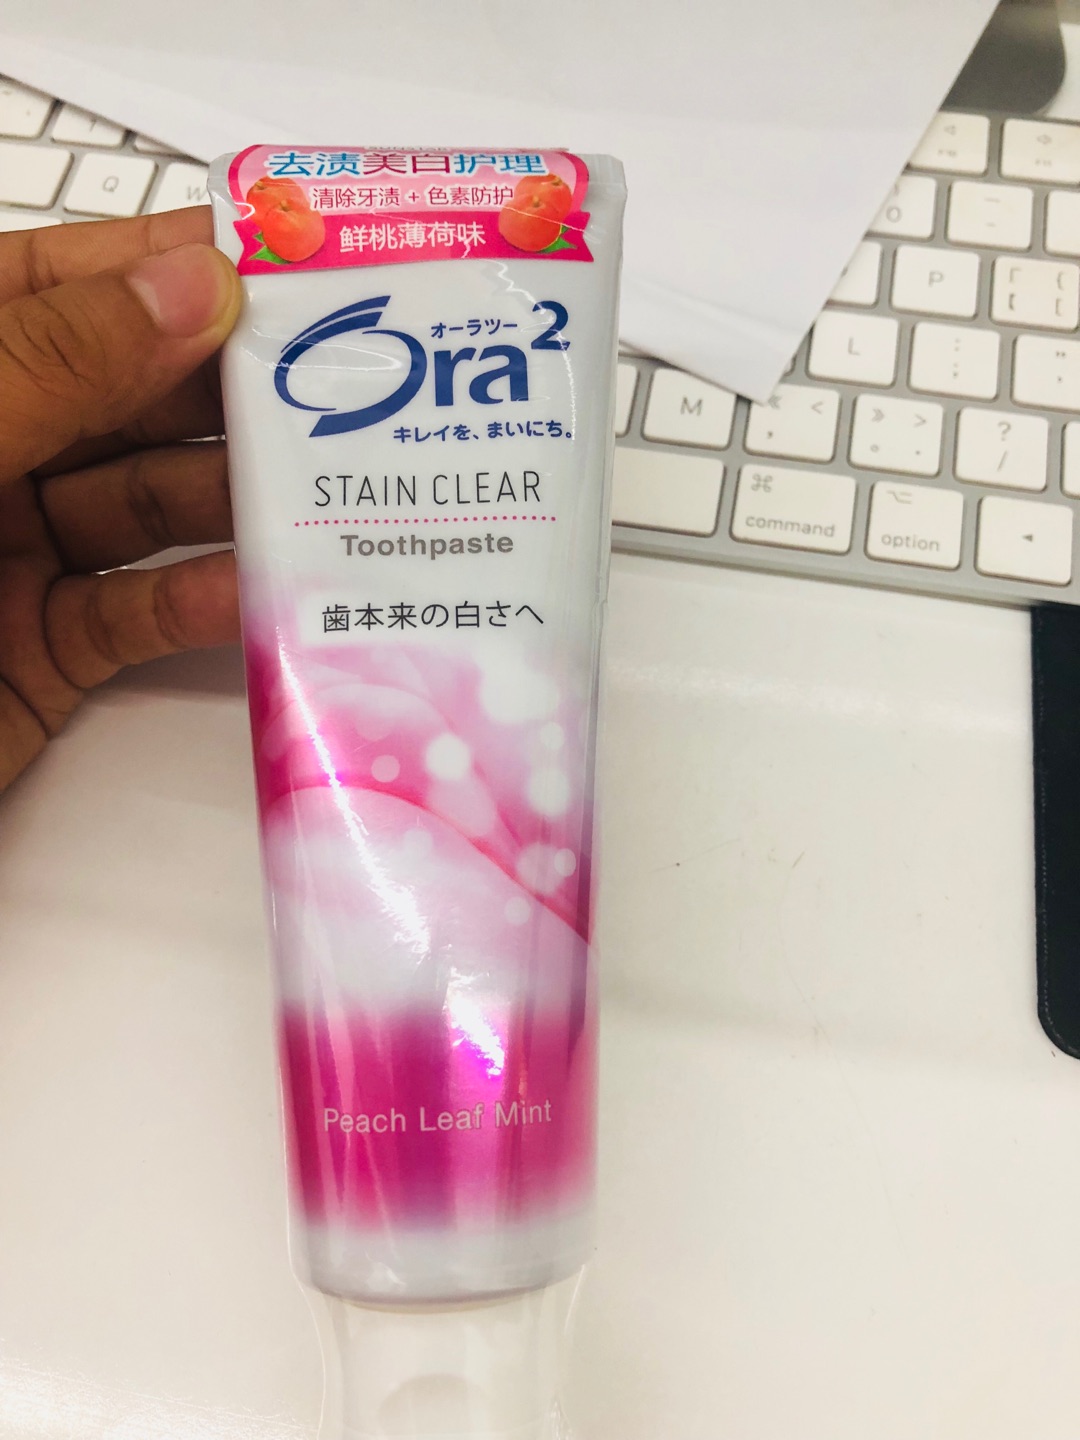 去渍美白护理
清除牙渍 + 色素防护
鲜桃薄荷味
オーラツー
Ora²
キレイを、まいにち。
STAIN CLEAR
Toothpaste
歯本来の白さへ
Peach Leaf Mint
Q
W
O
P
L
M
command
option